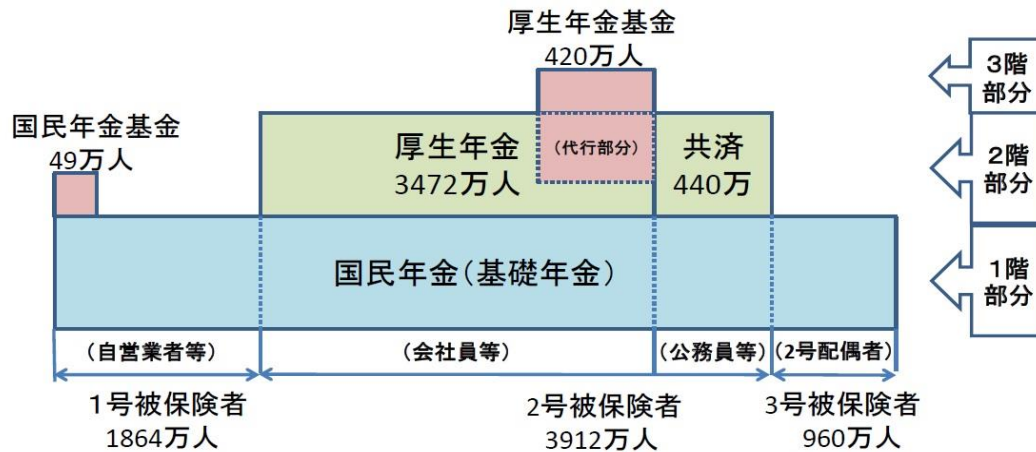 厚生年金基金
420万人
国民年金基金
49万人
厚生年金
3472万人
(代行部分)
共済
440万
国民年金(基礎年金)
(自営業者等)
(会社員等)
(公務員等)
(2号配偶者)
1号被保険者
1864万人
2号被保険者
3912万人
3号被保険者
960万人
3階
部分
2階
部分
1階
部分